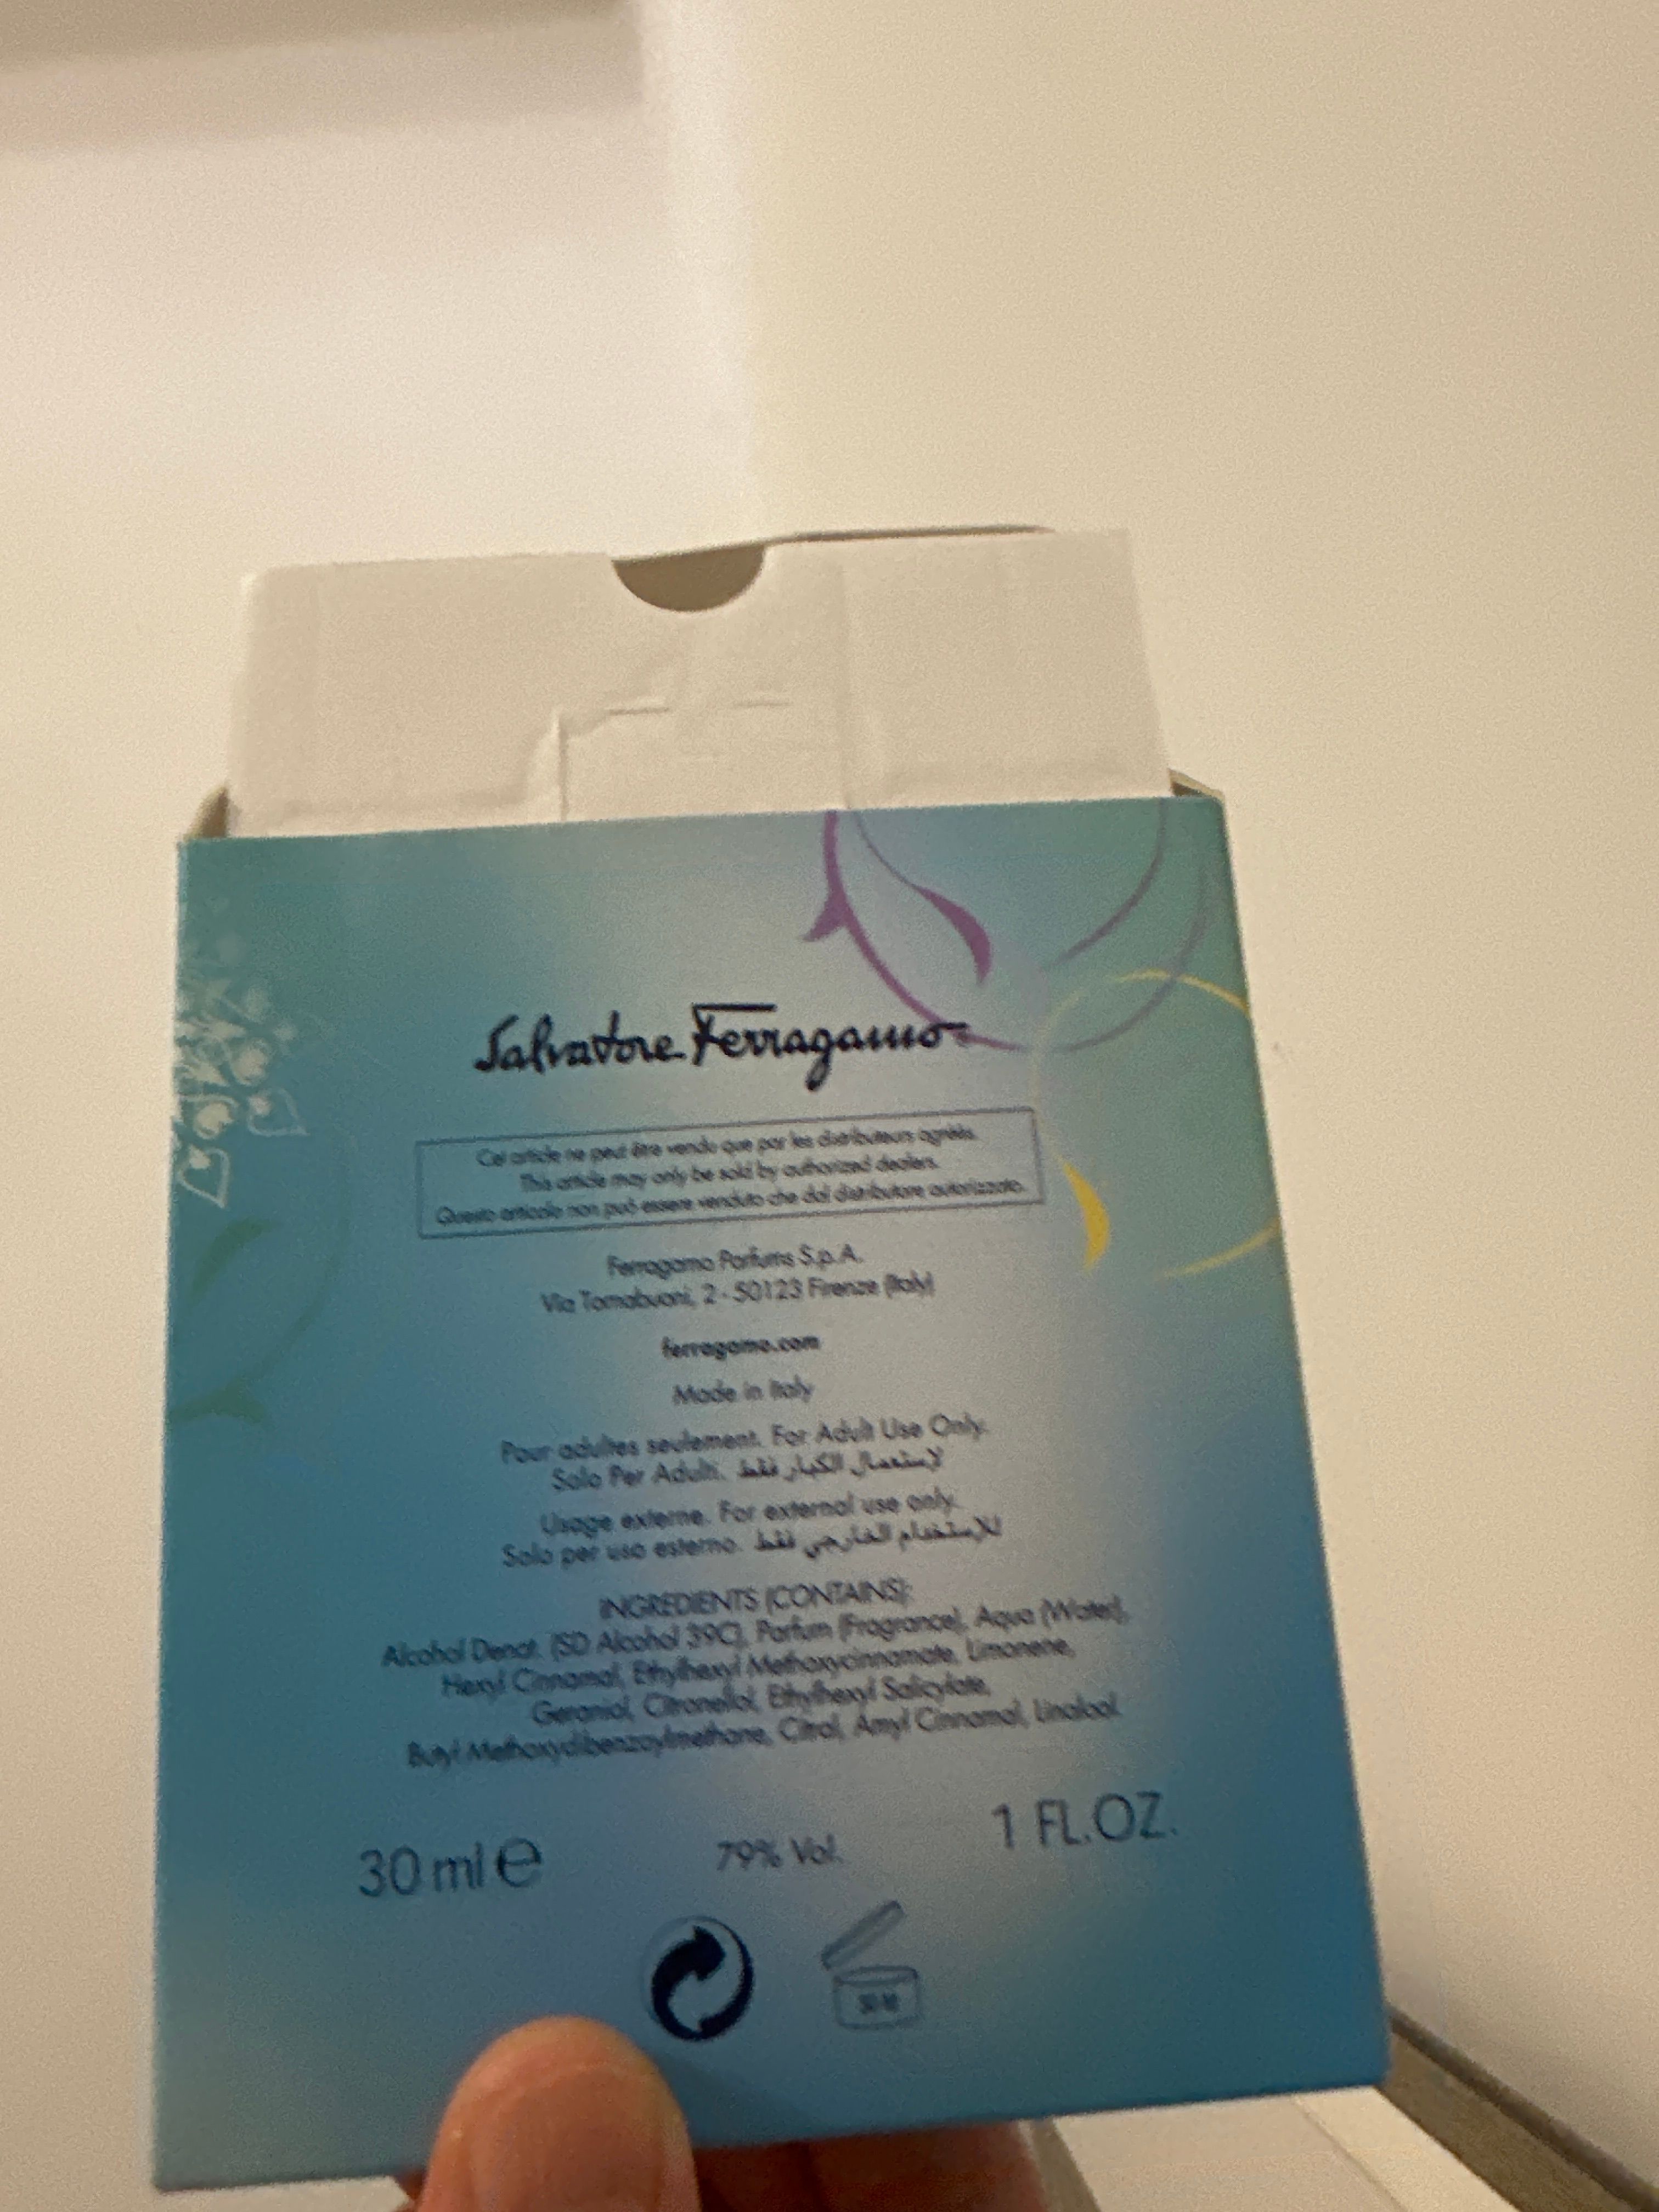 Salvatore Ferragamo
Cet article ne peut être vendu que par les distributeurs agréés.
This article may only be sold by authorized dealers.
Questo articolo non può essere venduto che dal distributore autorizzato.
Ferragamo Parfums S.p.A.
Via Tornabuoni, 2 - 50123 Firenze (Italy)
ferragamo.com
Made in Italy
Pour adultes seulement. For Adult Use Only.
Solo Per Adulti. لإستعمال الكبار فقط
Usage externe. For external use only.
Solo per uso esterno. للإستخدام الخارجي فقط
INGREDIENTS (CONTAINS):
Alcohol Denat. (SD Alcohol 39C), Parfum (Fragrance), Aqua (Water),
Hexyl Cinnamal, Ethylhexyl Methoxycinnamate, Limonene,
Geraniol, Citronellol, Ethylhexyl Salicylate,
Butyl Methoxydibenzoylmethane, Citral, Amyl Cinnamal, Linalool.
30 ml e 79% Vol. 1 FL.OZ.